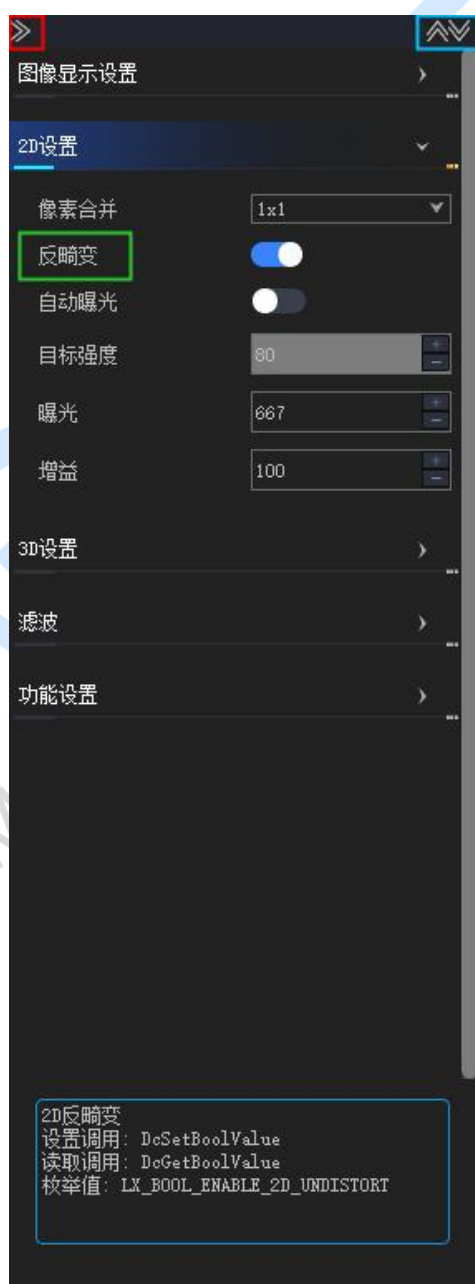 图像显示设置
2D设置
像素合并 1x1
反畸变
自动曝光
目标强度 80
曝光 667
增益 100
3D设置
滤波
功能设置
2D反畸变
设置调用: DcSetBoolValue
读取调用: DcGetBoolValue
枚举值: LX_BOOL_ENABLE_2D_UNDISTORT